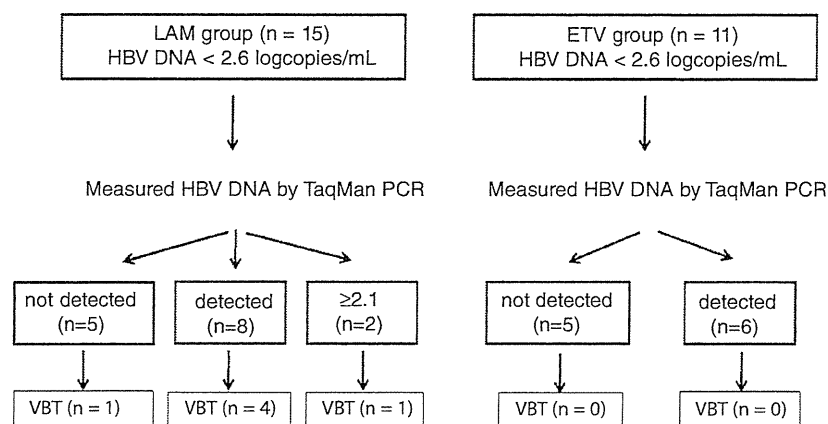 LAM group (n = 15)
HBV DNA < 2.6 logcopies/mL
ETV group (n = 11)
HBV DNA < 2.6 logcopies/mL
Measured HBV DNA by TaqMan PCR
Measured HBV DNA by TaqMan PCR
not detected
(n=5)
detected
(n=8)
≥2.1
(n=2)
not detected
(n=5)
detected
(n=6)
VBT (n = 1)
VBT (n = 4)
VBT (n = 1)
VBT (n = 0)
VBT (n = 0)